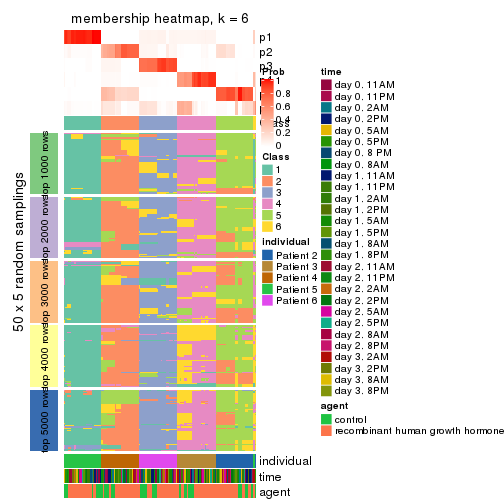 membership heatmap, k = 6
p1
p2
p3
p4
Prob
1
0.8
0.6
0.4
0.2
0
Class
1
2
3
4
5
6
individual
Patient 2
Patient 3
Patient 4
Patient 5
Patient 6
time
day 0. 11AM
day 0. 11PM
day 0. 2AM
day 0. 2PM
day 0. 5AM
day 0. 5PM
day 0. 8 PM
day 0. 8AM
day 1. 11AM
day 1. 11PM
day 1. 2AM
day 1. 2PM
day 1. 5AM
day 1. 5PM
day 1. 8AM
day 1. 8PM
day 2. 11AM
day 2. 11PM
day 2. 2AM
day 2. 2PM
day 2. 5AM
day 2. 5PM
day 2. 8AM
day 2. 8PM
day 3. 2AM
day 3. 2PM
day 3. 8AM
day 3. 8PM
agent
control
recombinant human growth hormone
50 x 5 random samplings
top 1000 rows
top 2000 rows
top 3000 rows
top 4000 rows
top 5000 rows
individual
time
agent